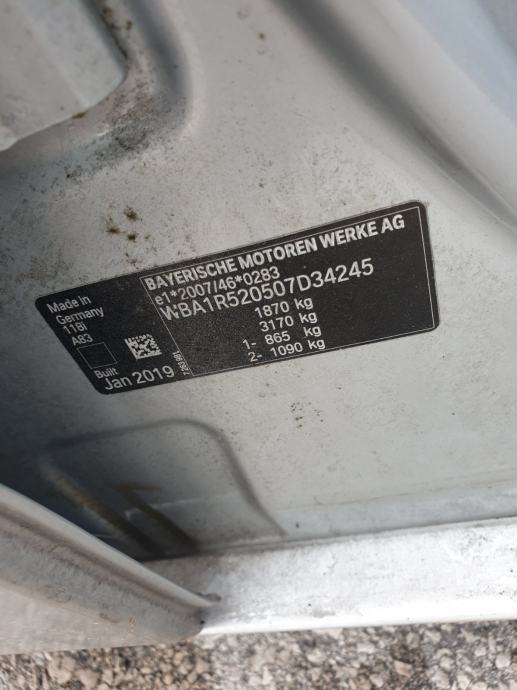 BAYERISCHE MOTOREN WERKE AG
e1*2007/46*0283
WBA1R520507D34245
1870 kg
3170 kg
1- 865 kg
2- 1090 kg
Made in
Germany
118i
A83
Built
Jan 2019